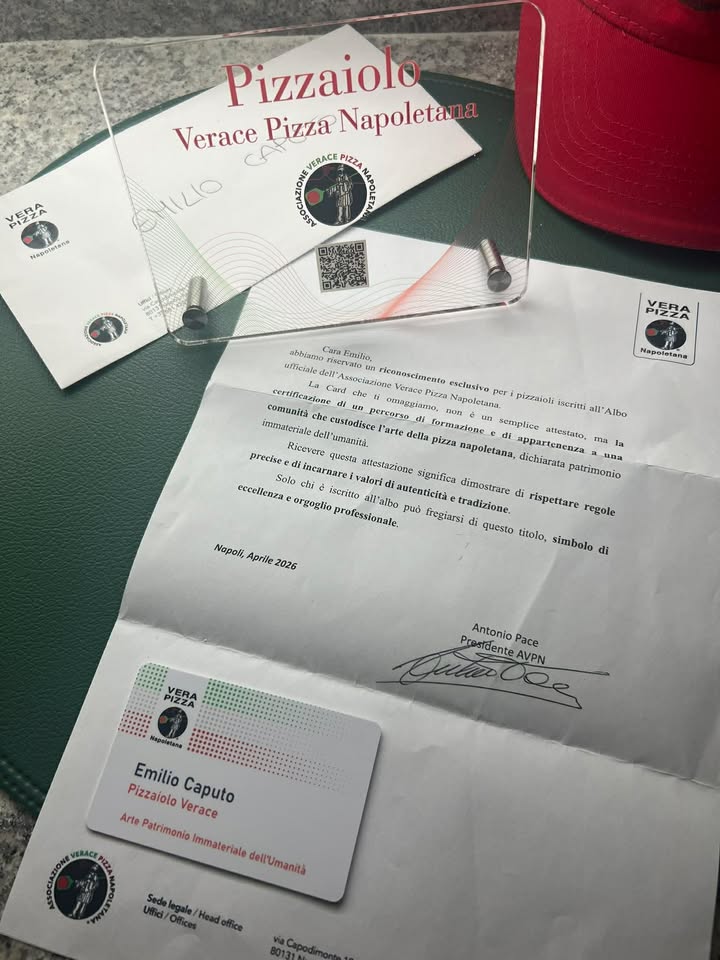 Pizzaiolo
Verace Pizza Napoletana
EMILIO CAPUTO
ASSOCIAZIONE VERACE PIZZA NAPOLETANA
VERA
PIZZA
Napoletana
Uffici
via Cap
80131 N
VERA
PIZZA
Napoletana
Cara Emilio,
abbiamo riservato un riconoscimento esclusivo per i pizzaioli iscritti all'Albo
ufficiale dell'Associazione Verace Pizza Napoletana.
La Card che ti omaggiamo, non è un semplice attestato, ma la
certificazione di un percorso di formazione e di appartenenza a una
comunità che custodisce l'arte della pizza napoletana, dichiarata patrimonio
immateriale dell'umanità.
Ricevere questa attestazione significa dimostrare di rispettare regole
precise e di incarnare i valori di autenticità e tradizione.
Solo chi è iscritto all'albo può fregiarsi di questo titolo, simbolo di
eccellenza e orgoglio professionale.
Napoli, Aprile 2026
Antonio Pace
Presidente AVPN
VERA
PIZZA
Napoletana
Emilio Caputo
Pizzaiolo Verace
Arte Patrimonio Immateriale dell'Umanità
ASSOCIAZIONE VERACE PIZZA NAPOLETANA
Sede legale / Head office
Uffici / Offices
via Capodimonte
80131 N